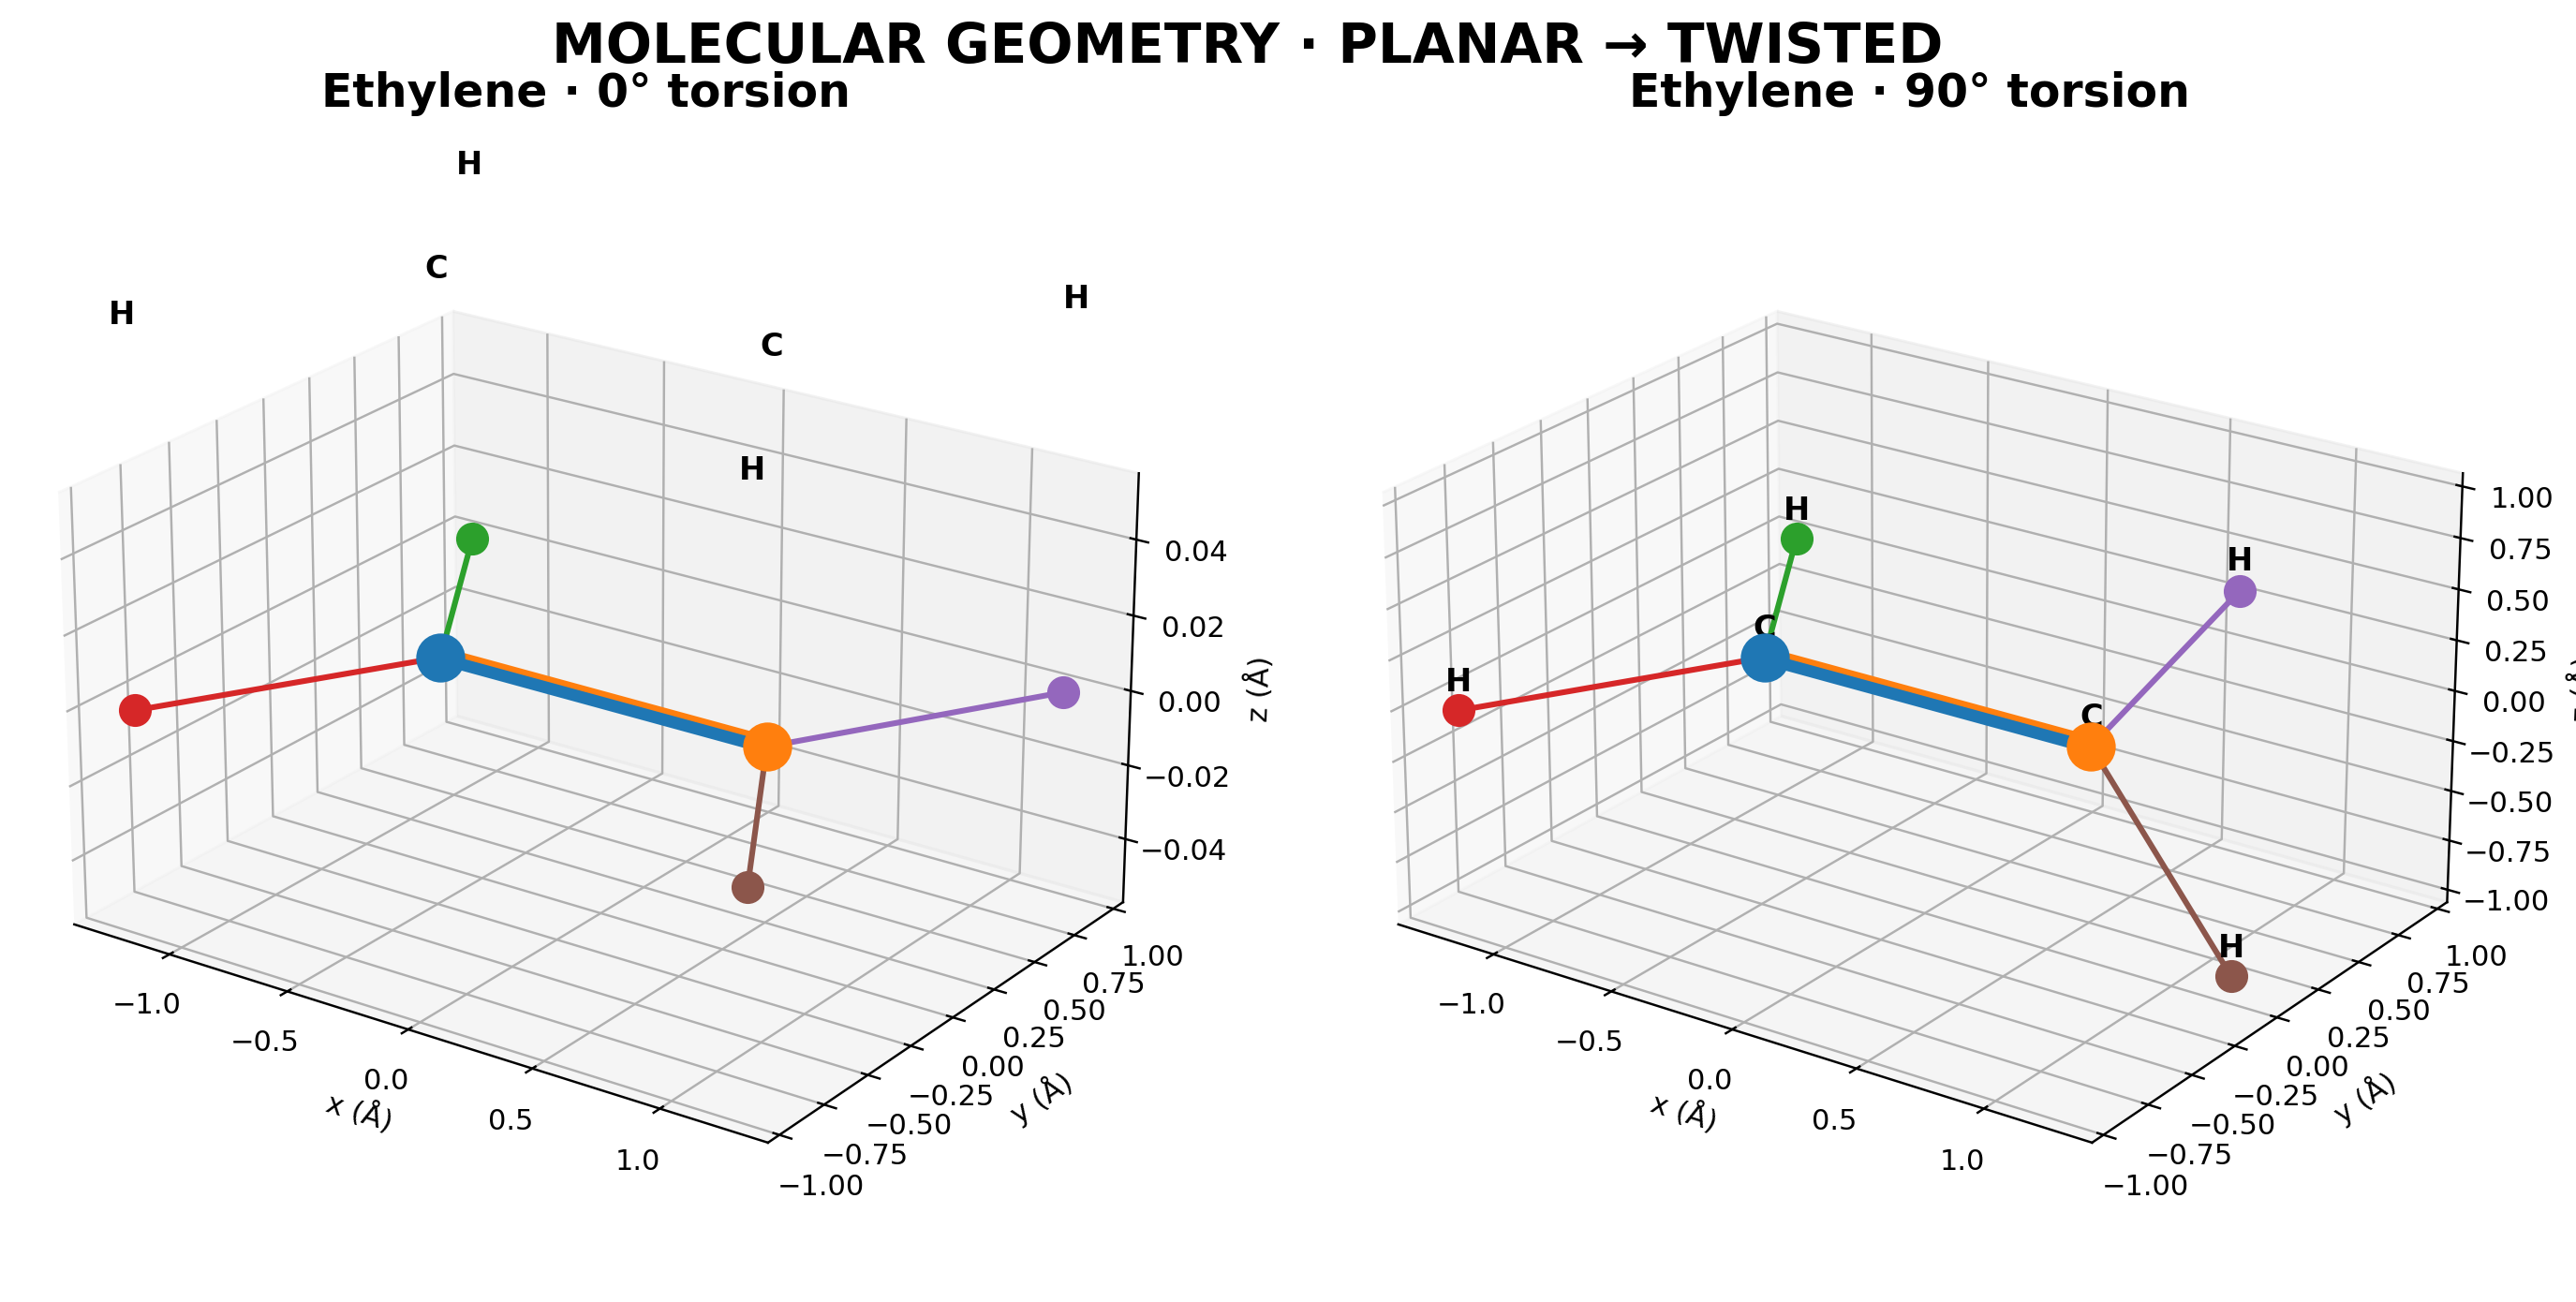 MOLECULAR GEOMETRY · PLANAR → TWISTED
Ethylene · 0° torsion
H
C
H
H
C
H
0.04
0.02
0.00
−0.02
−0.04
z (Å)
−1.0
−0.5
0.0
0.5
1.0
x (Å)
1.00
0.75
0.50
0.25
0.00
−0.25
−0.50
−0.75
−1.00
y (Å)
Ethylene · 90° torsion
H
H
C
H
C
H
1.00
0.75
0.50
0.25
0.00
−0.25
−0.50
−0.75
−1.00
−1.0
−0.5
0.0
0.5
1.0
x (Å)
1.00
0.75
0.50
0.25
0.00
−0.25
−0.50
−0.75
−1.00
y (Å)